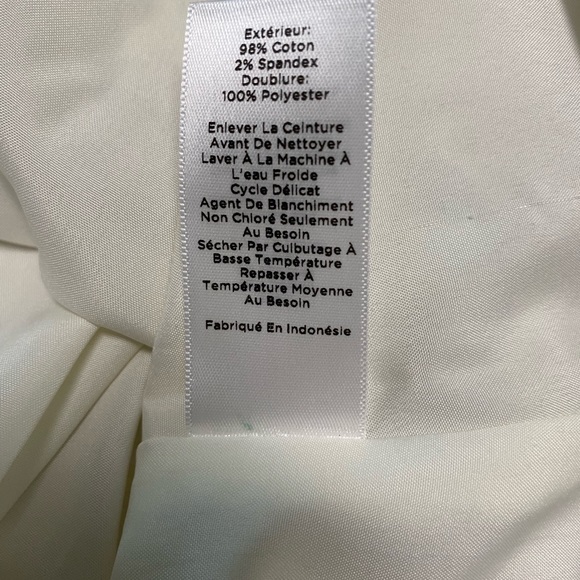 Extérieur:
98% Coton
2% Spandex
Doublure:
100% Polyester
Enlever La Ceinture
Avant De Nettoyer
Laver À La Machine À
L'eau Froide
Cycle Délicat
Agent De Blanchiment
Non Chloré Seulement
Au Besoin
Sécher Par Culbutage À
Basse Température
Repasser À
Température Moyenne
Au Besoin
Fabriqué En Indonésie